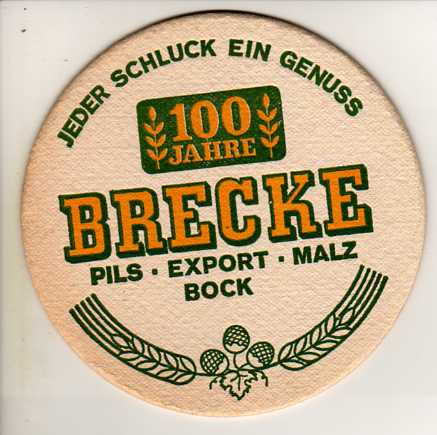 JEDER SCHLUCK EIN GENUSS
100
JAHRE
BRECKE
PILS · EXPORT · MALZ
BOCK